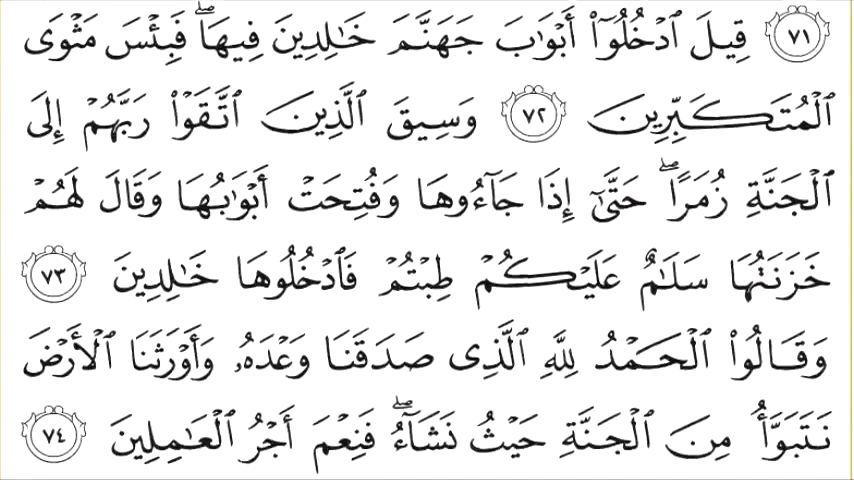 ﴿٧١﴾ قِيلَ ٱدْخُلُوٓا۟ أَبْوَٰبَ جَهَنَّمَ خَٰلِدِينَ فِيهَا ۖ فَبِئْسَ مَثْوَى
ٱلْمُتَكَبِّرِينَ ﴿٧٢﴾ وَسِيقَ ٱلَّذِينَ ٱتَّقَوْا۟ رَبَّهُمْ إِلَى
ٱلْجَنَّةِ زُمَرًا ۖ حَتَّىٰٓ إِذَا جَآءُوهَا وَفُتِحَتْ أَبْوَٰبُهَا وَقَالَ لَهُمْ
خَزَنَتُهَا سَلَٰمٌ عَلَيْكُمْ طِبْتُمْ فَٱدْخُلُوهَا خَٰلِدِينَ ﴿٧٣﴾
وَقَالُوا۟ ٱلْحَمْدُ لِلَّهِ ٱلَّذِى صَدَقَنَا وَعْدَهُۥ وَأَوْرَثَنَا ٱلْأَرْضَ
نَتَبَوَّأُ مِنَ ٱلْجَنَّةِ حَيْثُ نَشَآءُ ۖ فَنِعْمَ أَجْرُ ٱلْعَٰمِلِينَ ﴿٧٤﴾